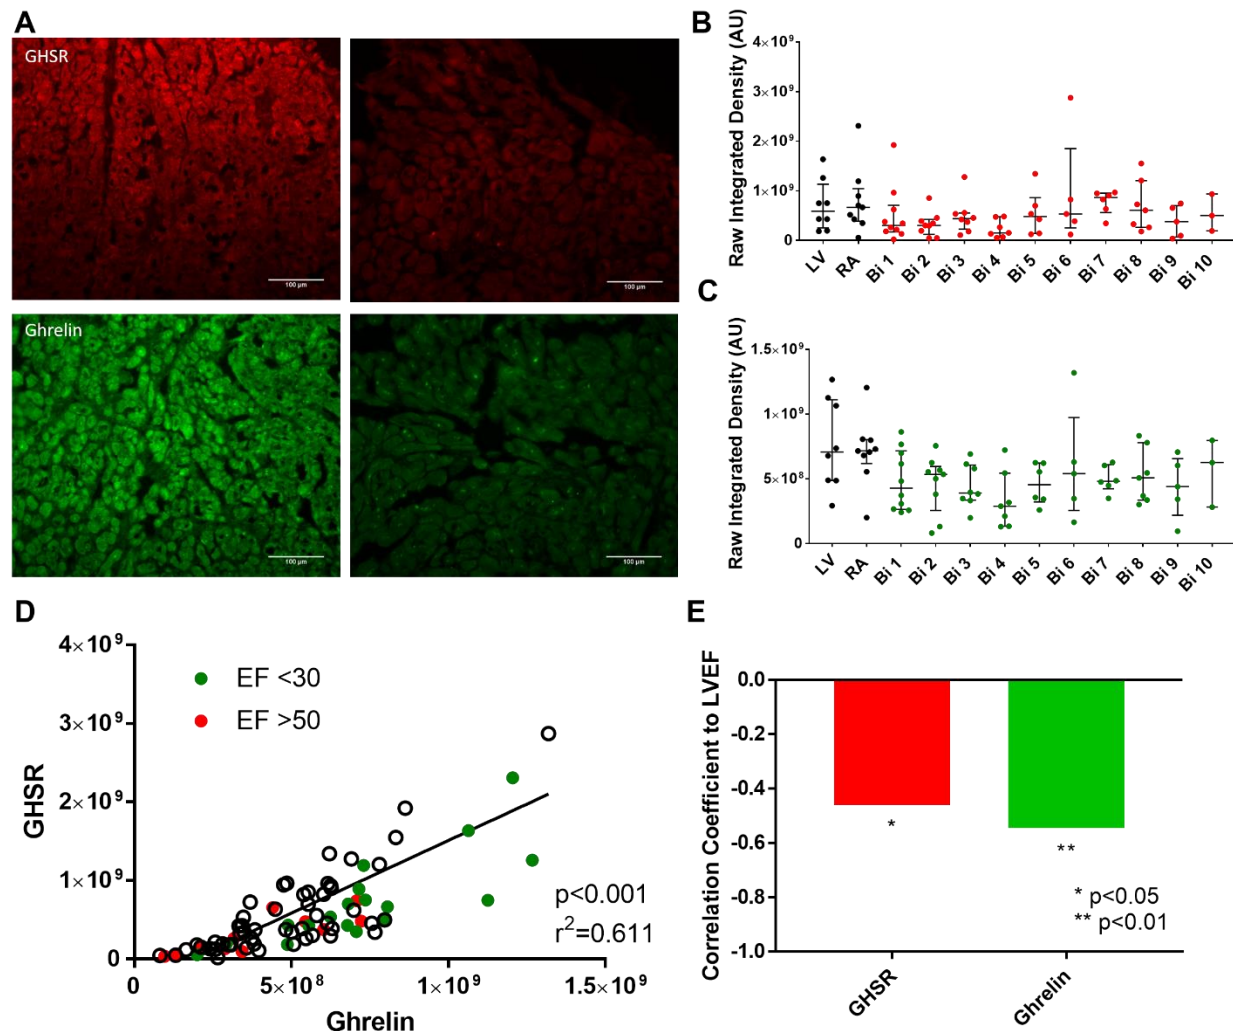 A
GHSR
100 µm
100 µm
Ghrelin
100 µm
100 µm
B
Raw Integrated Density (AU)
4×10⁹
3×10⁹
2×10⁹
1×10⁹
0
LV RA Bi 1 Bi 2 Bi 3 Bi 4 Bi 5 Bi 6 Bi 7 Bi 8 Bi 9 Bi 10
C
Raw Integrated Density (AU)
1.5×10⁹
1×10⁹
5×10⁸
0
LV RA Bi 1 Bi 2 Bi 3 Bi 4 Bi 5 Bi 6 Bi 7 Bi 8 Bi 9 Bi 10
D
GHSR
4×10⁹
3×10⁹
2×10⁹
1×10⁹
0
EF <30
EF >50
p<0.001
r²=0.611
0 5×10⁸ 1×10⁹ 1.5×10⁹
Ghrelin
E
Correlation Coefficient to LVEF
0.0
-0.2
-0.4
-0.6
-0.8
-1.0
*
**
* p<0.05
** p<0.01
GHSR Ghrelin